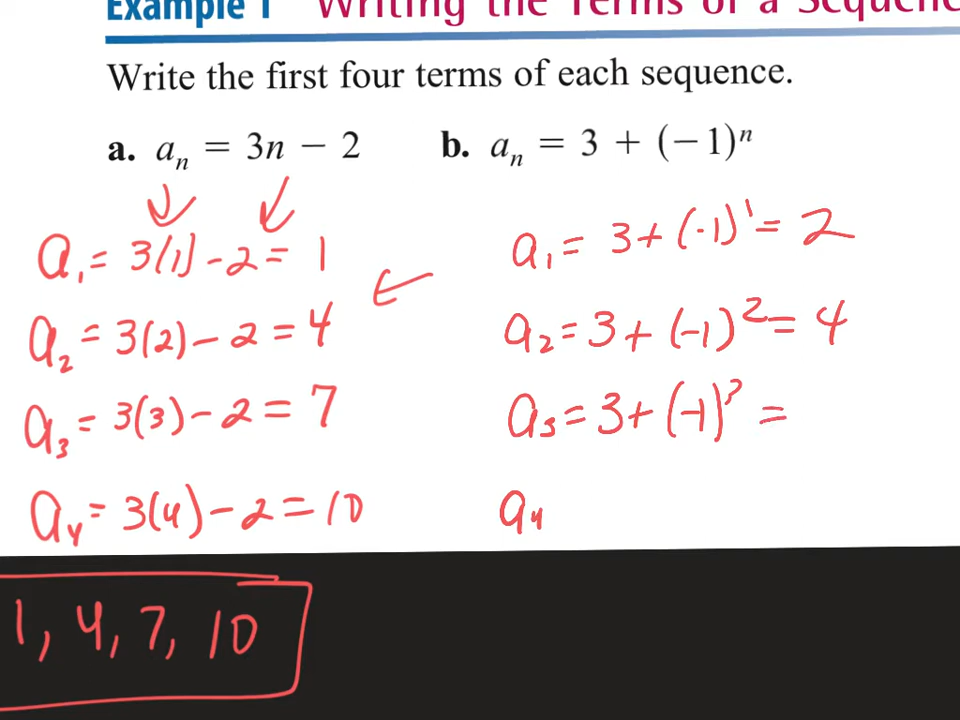 Example 1 Writing the Terms of a Sequence
Write the first four terms of each sequence.
a. aₙ = 3n − 2 b. aₙ = 3 + (−1)ⁿ
a₁ = 3(1) - 2 = 1
a₂ = 3(2) - 2 = 4
a₃ = 3(3) - 2 = 7
a₄ = 3(4) - 2 = 10
1, 4, 7, 10
a₁ = 3 + (-1)¹ = 2
a₂ = 3 + (-1)² = 4
a₃ = 3 + (-1)³ =
a₄